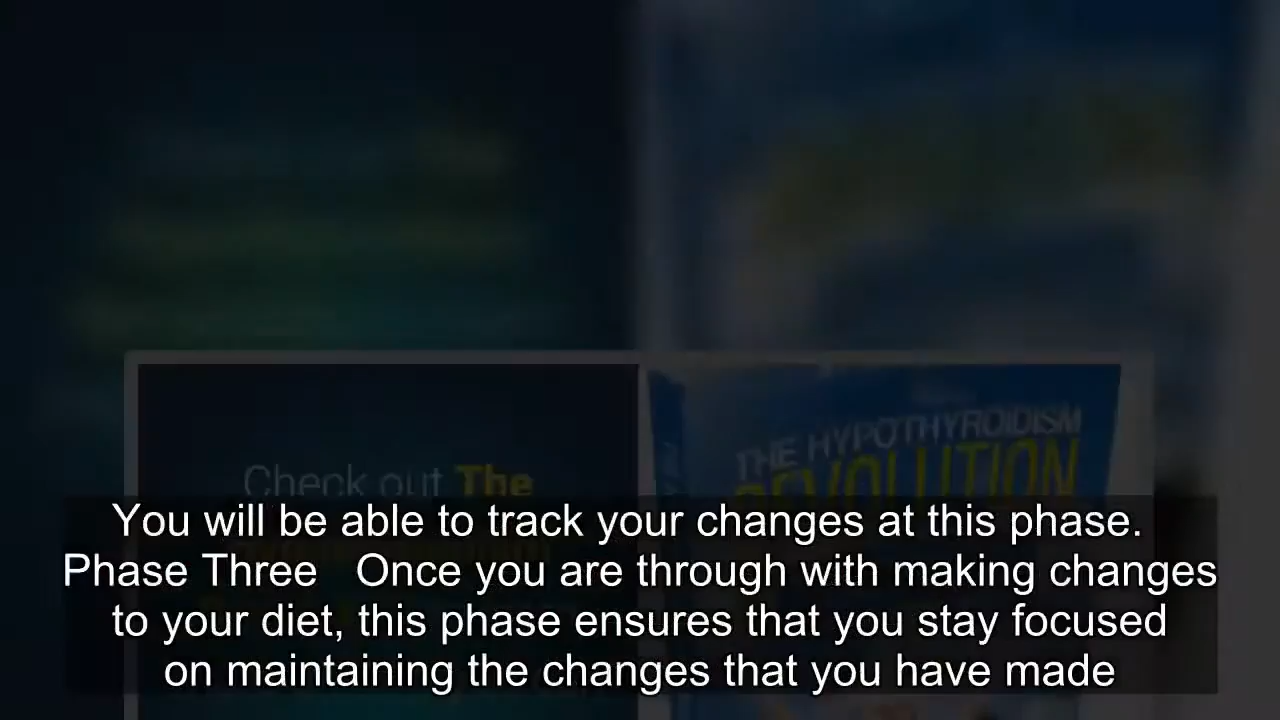 THE HYPOTHYROIDISM
REVOLUTION
Check out The
You will be able to track your changes at this phase.
Phase Three Once you are through with making changes
to your diet, this phase ensures that you stay focused
on maintaining the changes that you have made